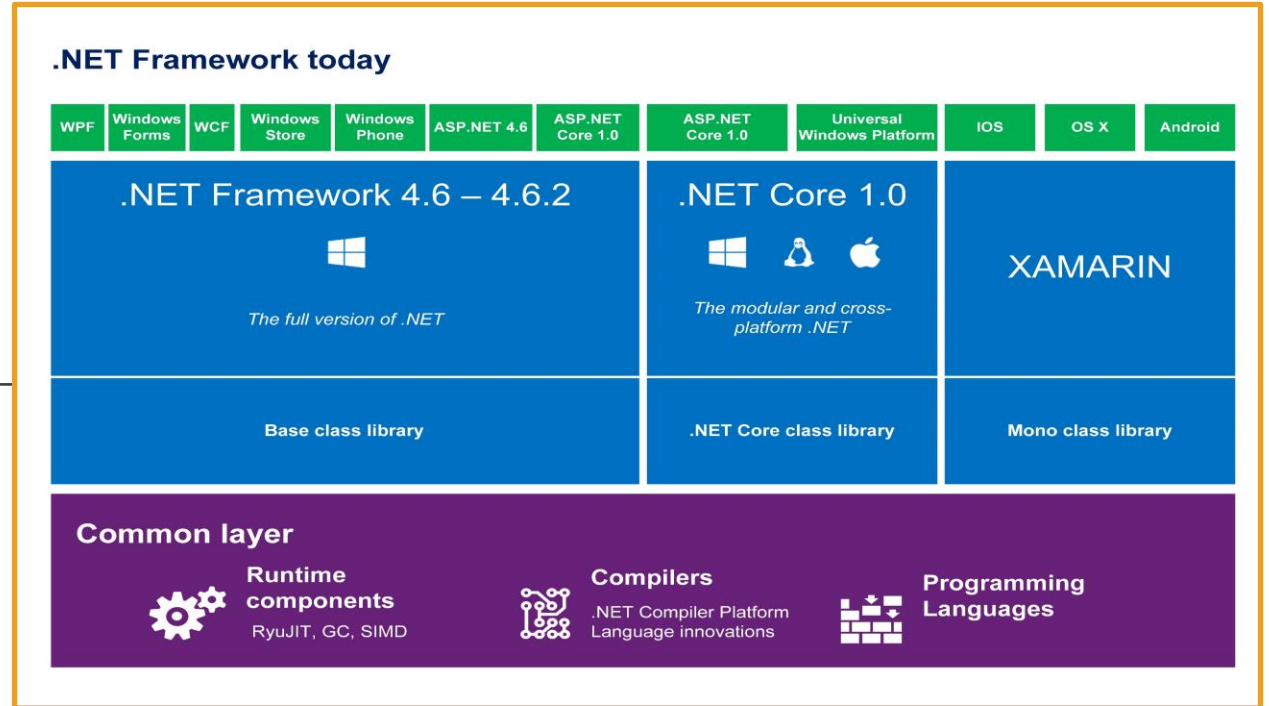 .NET Framework today
WPF
Windows
Forms
WCF
Windows
Store
Windows
Phone
ASP.NET 4.6
ASP.NET
Core 1.0
ASP.NET
Core 1.0
Universal
Windows Platform
IOS
OS X
Android
.NET Framework 4.6 – 4.6.2
The full version of .NET
.NET Core 1.0
The modular and cross-
platform .NET
XAMARIN
Base class library
.NET Core class library
Mono class library
Common layer
Runtime
components
RyuJIT, GC, SIMD
Compilers
.NET Compiler Platform
Language innovations
Programming
Languages